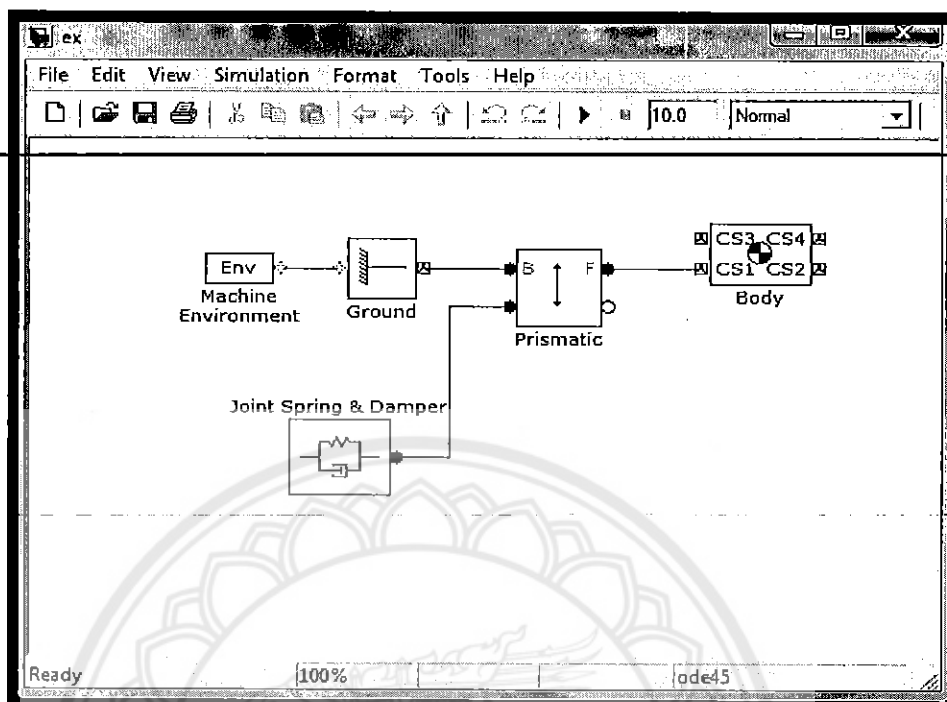 ex
File Edit View Simulation Format Tools Help
10.0 Normal
Env
Machine
Environment
Ground
B F
Prismatic
CS3 CS4
CS1 CS2
Body
Joint Spring & Damper
Ready 100% ode45